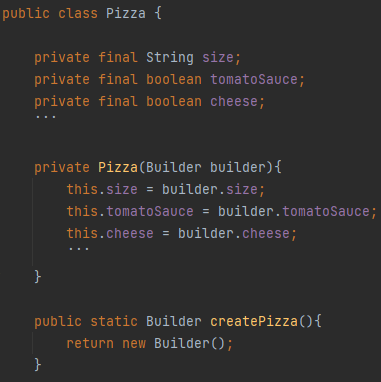 public class Pizza {
private final String size;
private final boolean tomatoSauce;
private final boolean cheese;
...
private Pizza(Builder builder){
this.size = builder.size;
this.tomatoSauce = builder.tomatoSauce;
this.cheese = builder.cheese;
...
}
public static Builder createPizza(){
return new Builder();
}